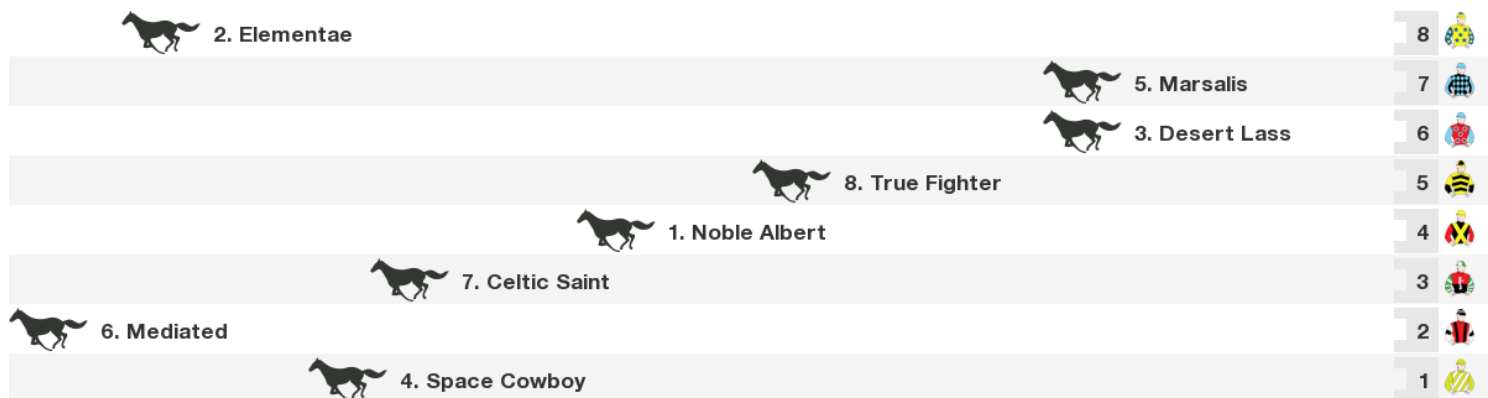 2. Elementae 8
5. Marsalis 7
3. Desert Lass 6
8. True Fighter 5
1. Noble Albert 4
7. Celtic Saint 3
6. Mediated 2
4. Space Cowboy 1